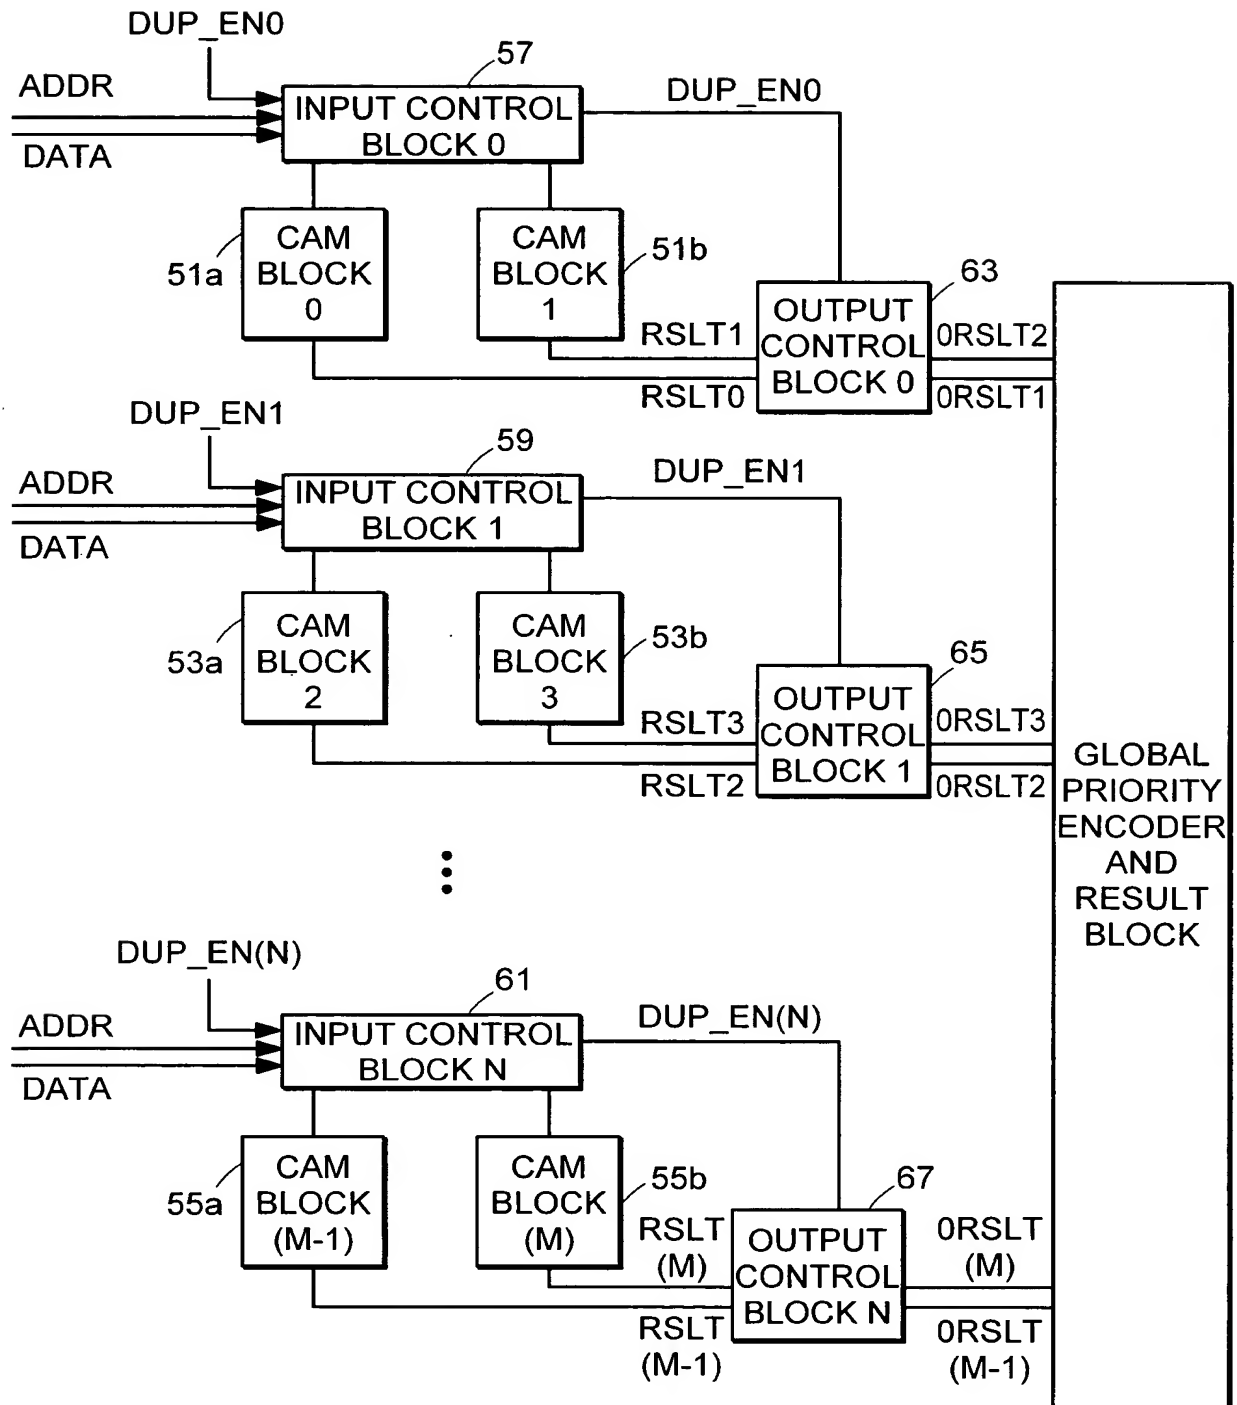 DUP_EN0
57
ADDR
INPUT CONTROL
BLOCK 0
DUP_EN0
DATA
CAM
BLOCK
0
51a
CAM
BLOCK
1
51b
63
OUTPUT
CONTROL
BLOCK 0
RSLT1
RSLT0
0RSLT2
0RSLT1
DUP_EN1
59
ADDR
INPUT CONTROL
BLOCK 1
DUP_EN1
DATA
CAM
BLOCK
2
53a
CAM
BLOCK
3
53b
65
OUTPUT
CONTROL
BLOCK 1
RSLT3
RSLT2
0RSLT3
0RSLT2
GLOBAL
PRIORITY
ENCODER
AND
RESULT
BLOCK
DUP_EN(N)
61
ADDR
INPUT CONTROL
BLOCK N
DUP_EN(N)
DATA
CAM
BLOCK
(M-1)
55a
CAM
BLOCK
(M)
55b
67
OUTPUT
CONTROL
BLOCK N
RSLT
(M)
RSLT
(M-1)
0RSLT
(M)
0RSLT
(M-1)